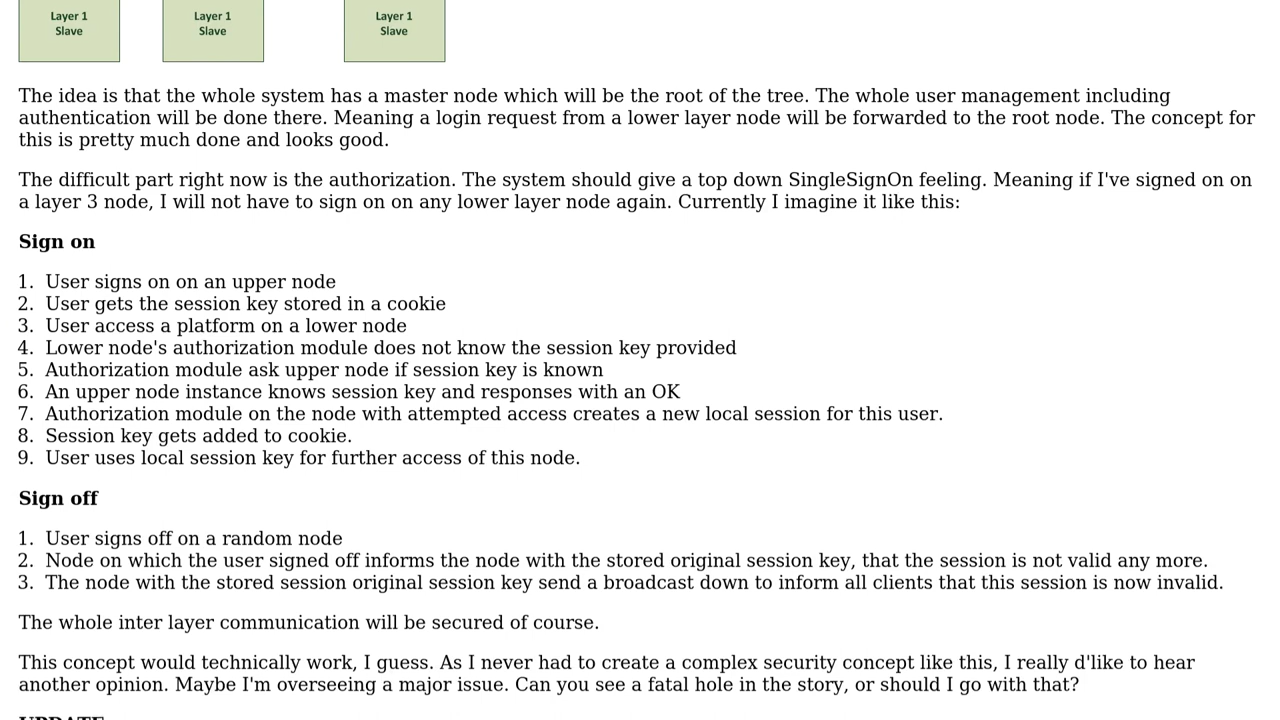 Layer 1
Slave
Layer 1
Slave
Layer 1
Slave
The idea is that the whole system has a master node which will be the root of the tree. The whole user management including
authentication will be done there. Meaning a login request from a lower layer node will be forwarded to the root node. The concept for
this is pretty much done and looks good.
The difficult part right now is the authorization. The system should give a top down SingleSignOn feeling. Meaning if I've signed on on
a layer 3 node, I will not have to sign on on any lower layer node again. Currently I imagine it like this:
Sign on
1. User signs on on an upper node
2. User gets the session key stored in a cookie
3. User access a platform on a lower node
4. Lower node's authorization module does not know the session key provided
5. Authorization module ask upper node if session key is known
6. An upper node instance knows session key and responses with an OK
7. Authorization module on the node with attempted access creates a new local session for this user.
8. Session key gets added to cookie.
9. User uses local session key for further access of this node.
Sign off
1. User signs off on a random node
2. Node on which the user signed off informs the node with the stored original session key, that the session is not valid any more.
3. The node with the stored session original session key send a broadcast down to inform all clients that this session is now invalid.
The whole inter layer communication will be secured of course.
This concept would technically work, I guess. As I never had to create a complex security concept like this, I really d'like to hear
another opinion. Maybe I'm overseeing a major issue. Can you see a fatal hole in the story, or should I go with that?
UPDATE